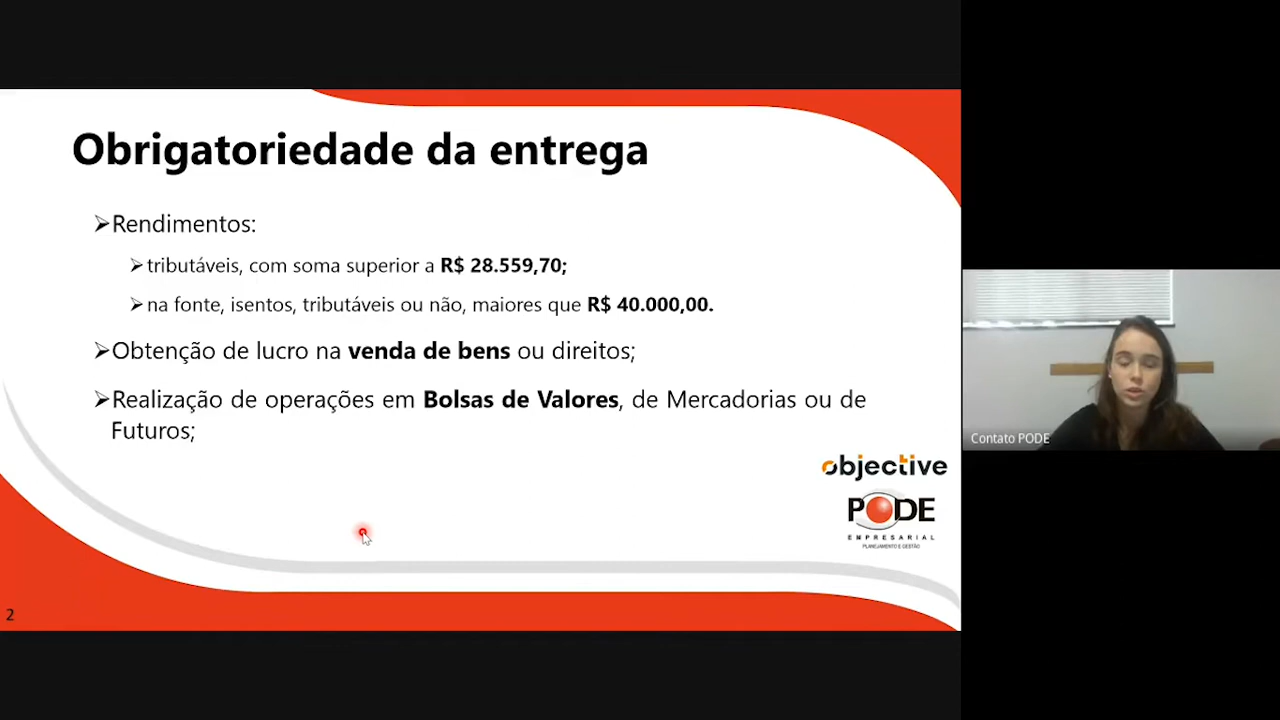 Obrigatoriedade da entrega
➢Rendimentos:
➢tributáveis, com soma superior a R$ 28.559,70;
➢na fonte, isentos, tributáveis ou não, maiores que R$ 40.000,00.
➢Obtenção de lucro na venda de bens ou direitos;
➢Realização de operações em Bolsas de Valores, de Mercadorias ou de
Futuros;
objective
PODE
EMPRESARIAL
PLANEJAMENTO E GESTÃO
2
Contato PODE